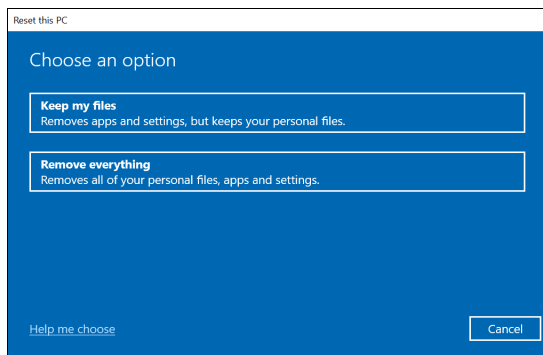 Reset this PC
Choose an option
Keep my files
Removes apps and settings, but keeps your personal files.
Remove everything
Removes all of your personal files, apps and settings.
Help me choose
Cancel